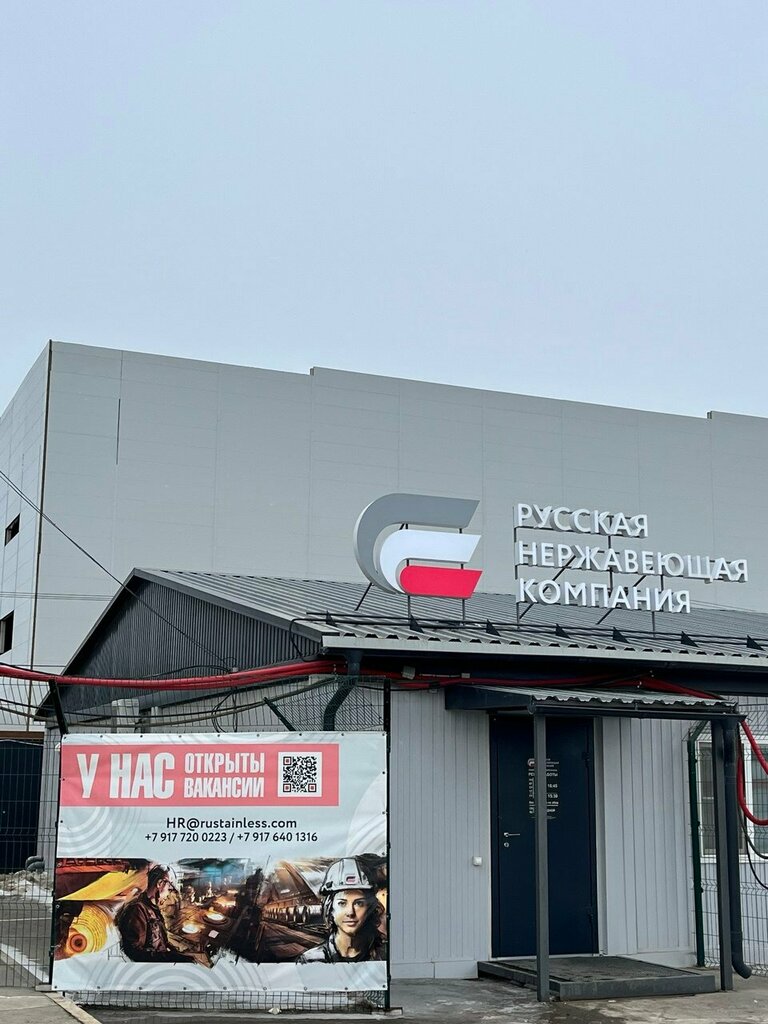 РУССКАЯ
НЕРЖАВЕЮЩАЯ
КОМПАНИЯ
У НАС ОТКРЫТЫ
ВАКАНСИИ
HR@rustainless.com
+7 917 720 0223 / +7 917 640 1316